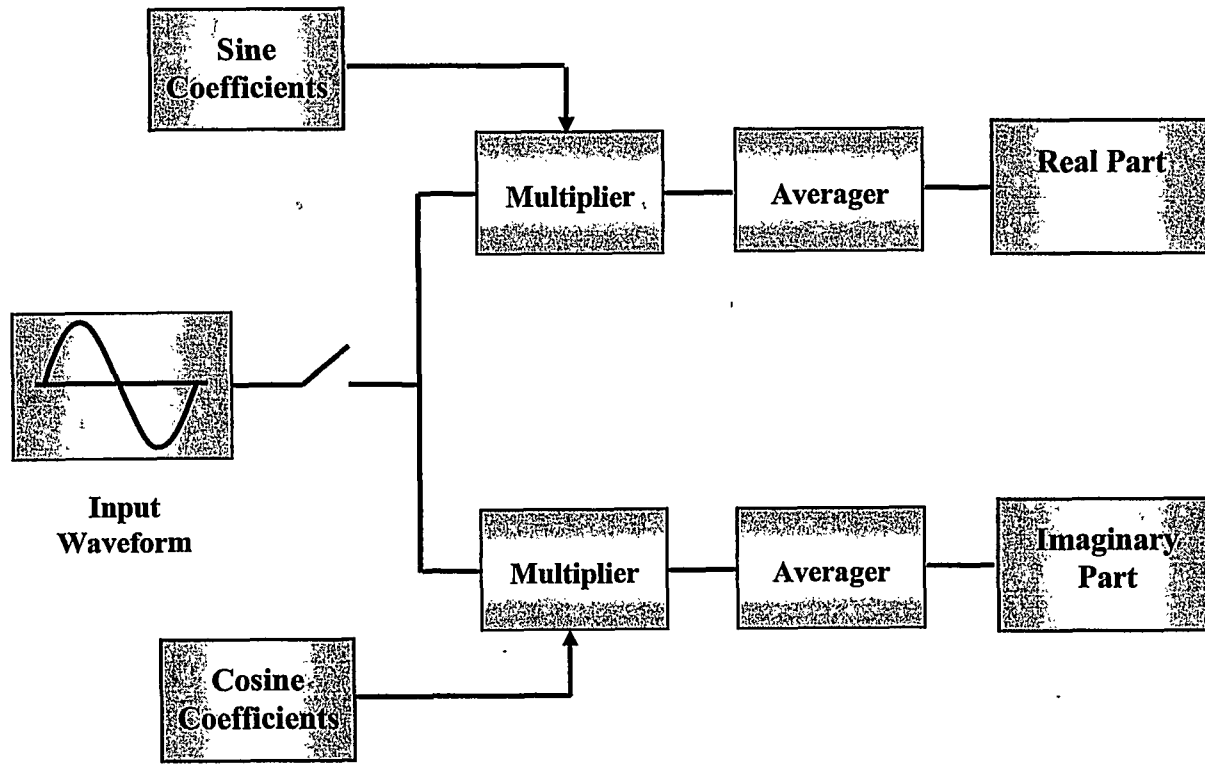 Sine
Coefficients
Multiplier
Averager
Real Part
Input
Waveform
Multiplier
Averager
Imaginary
Part
Cosine
Coefficients